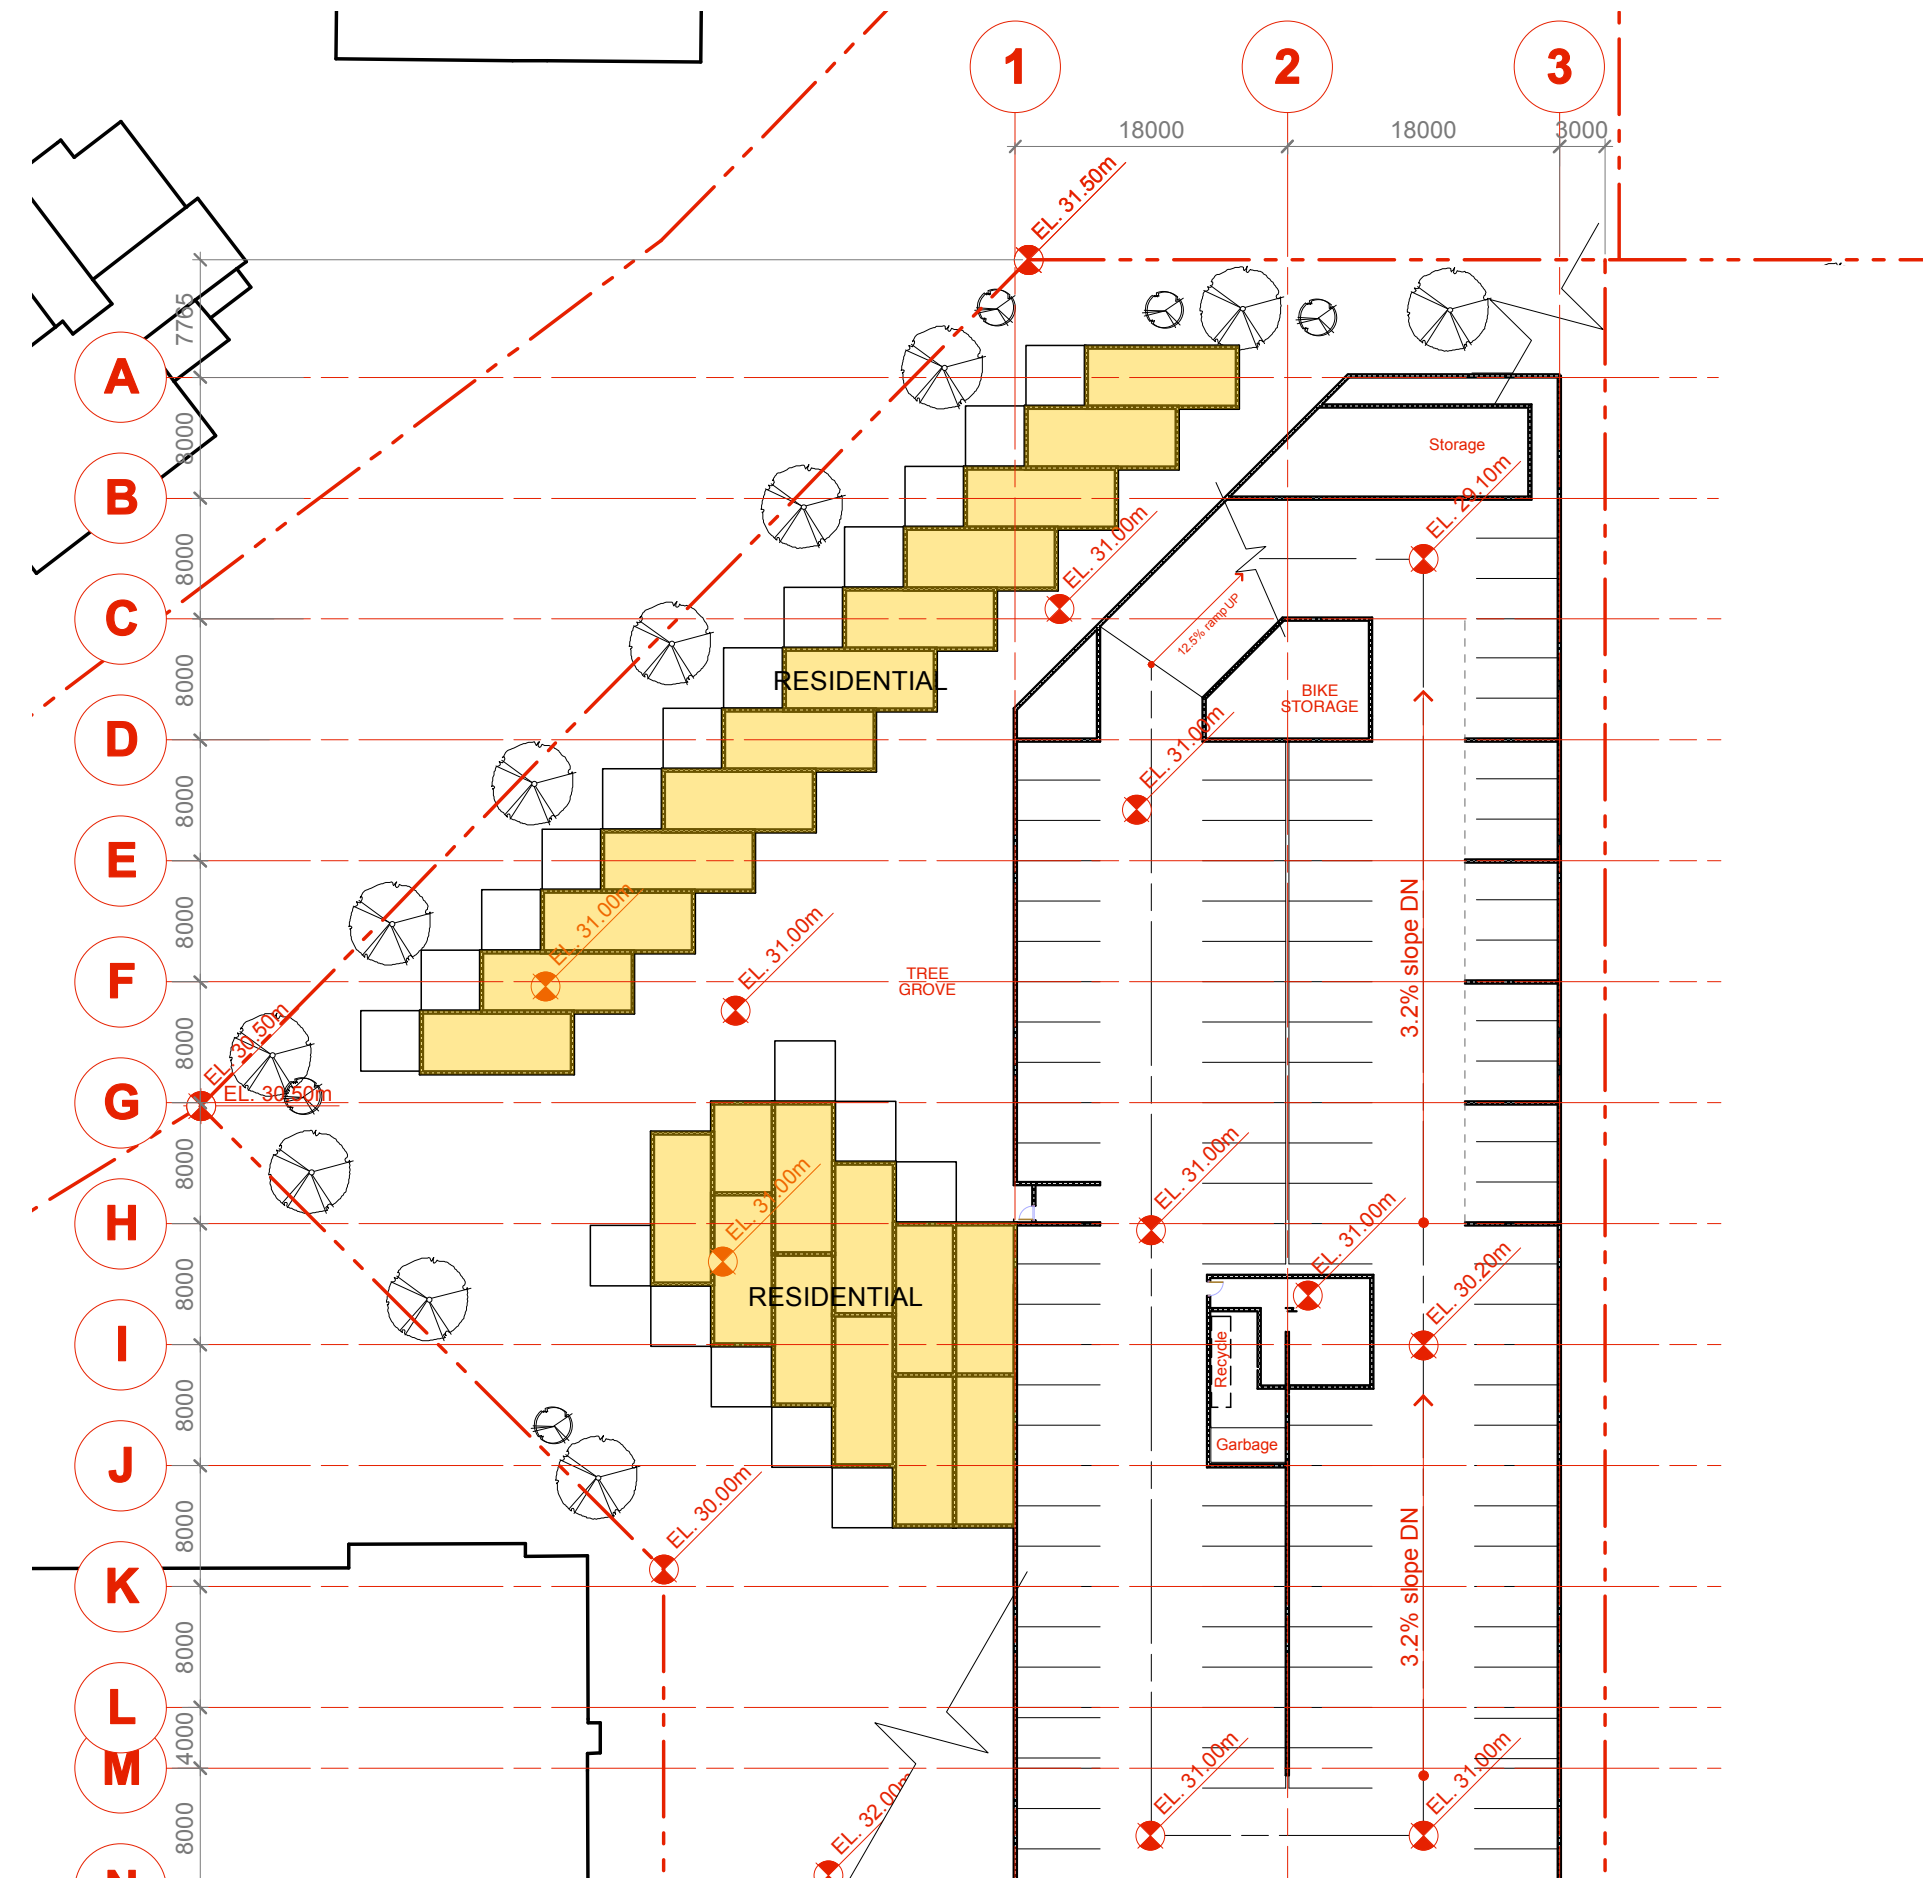 1
2
3
18000
18000
3000
EL. 31.50m
7765
A
8000
Storage
B
EL. 29.10m
EL. 31.00m
8000
C
12.5% ramp UP
8000
RESIDENTIAL
BIKE
STORAGE
D
EL. 31.00m
8000
E
3.2% slope DN
EL. 31.00m
EL. 31.00m
8000
F
TREE
GROVE
EL. 30.50m
8000
G
EL. 30.50m
8000
EL. 31.00m
EL. 31.00m
H
EL. 31.00m
EL. 30.20m
8000
RESIDENTIAL
I
Recycle
8000
J
Garbage
EL. 30.00m
8000
3.2% slope DN
K
8000
L
4000
M
EL. 31.00m
EL. 31.00m
EL. 32.00m
8000
N